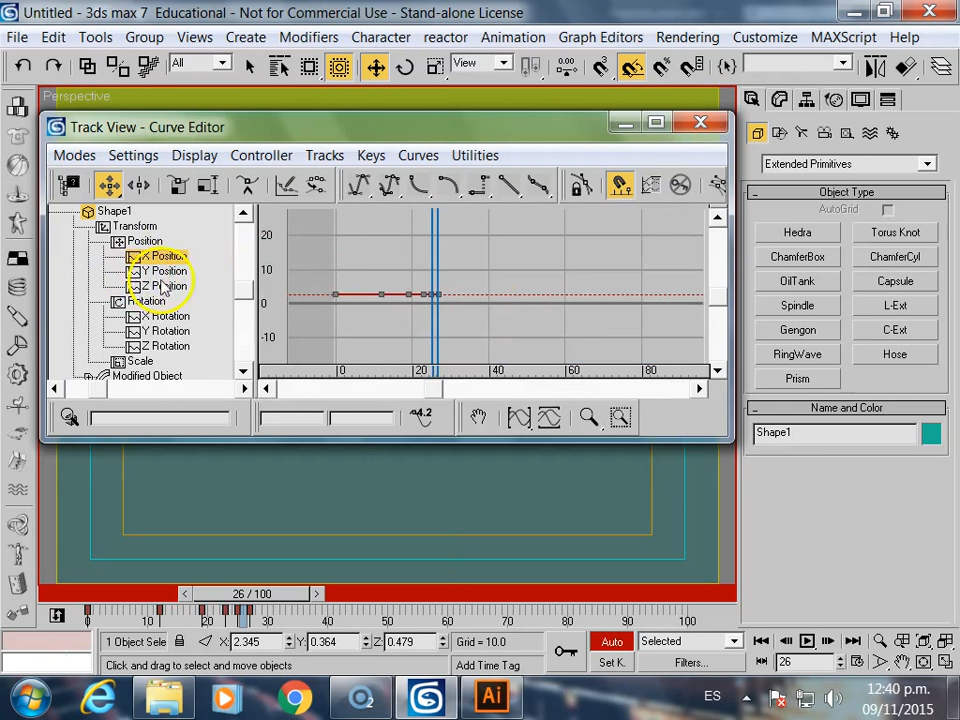 Untitled - 3ds max 7 Educational - Not for Commercial Use - Stand-alone License
File Edit Tools Group Views Create Modifiers Character reactor Animation Graph Editors Rendering Customize MAXScript Help
All View
Perspective
Track View - Curve Editor
Modes Settings Display Controller Tracks Keys Curves Utilities
Shape1
Transform
Position
X Position
Y Position
Z Position
Rotation
X Rotation
Y Rotation
Z Rotation
Scale
Modified Object
20
10
0
-10
0 20 40 60 80
4.2
Extended Primitives
Object Type
AutoGrid
Hedra Torus Knot
ChamferBox ChamferCyl
OilTank Capsule
Spindle L-Ext
Gengon C-Ext
RingWave Hose
Prism
Name and Color
Shape1
26 / 100
0 10 20 30 40 50 60 70 80 90 100
1 Object Sele X: 2.345 Y: 0.364 Z: 0.479 Grid = 10.0 Auto Selected
Click and drag to select and move objects Add Time Tag Set K. Filters... 26
Ai ES 12:40 p.m.
09/11/2015